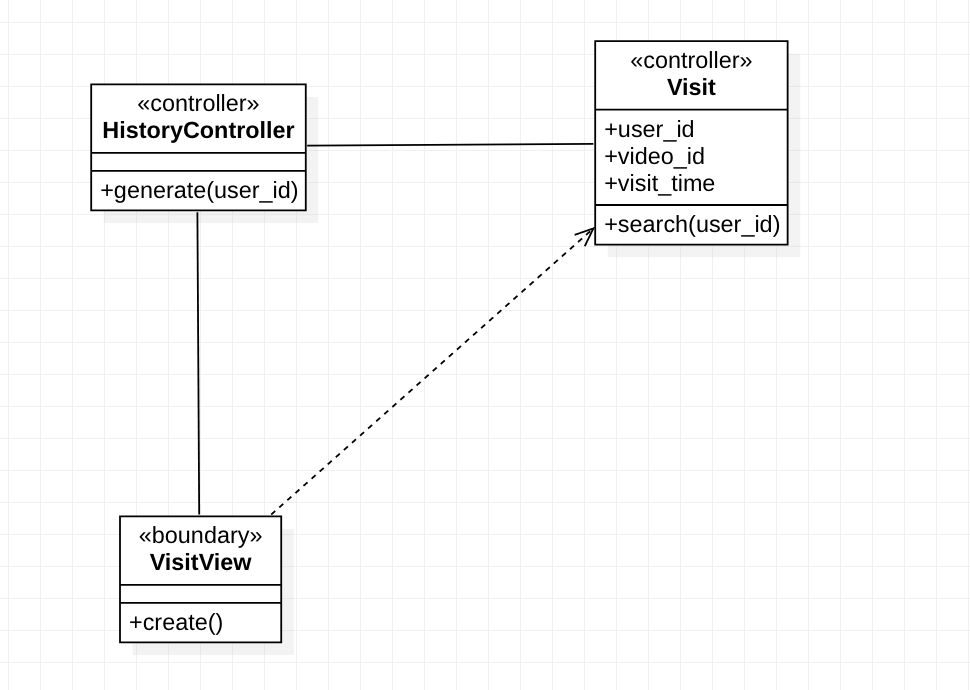 «controller»
HistoryController
+generate(user_id)
«controller»
Visit
+user_id
+video_id
+visit_time
+search(user_id)
«boundary»
VisitView
+create()